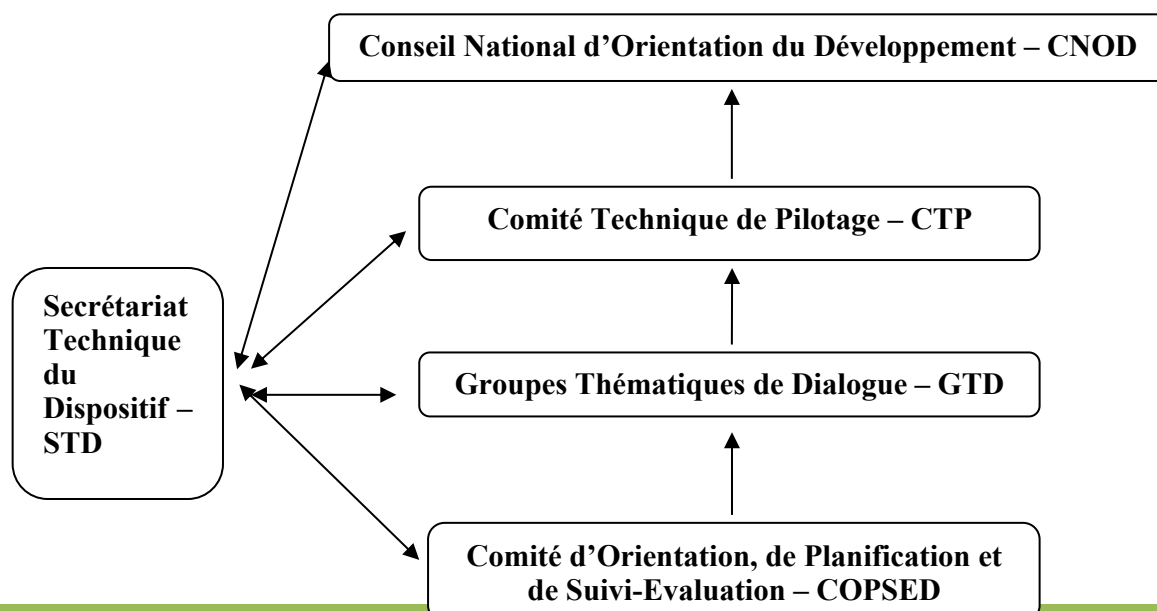 Conseil National d’Orientation du Développement – CNOD
Comité Technique de Pilotage – CTP
Secrétariat
Technique
du
Dispositif –
STD
Groupes Thématiques de Dialogue – GTD
Comité d’Orientation, de Planification et
de Suivi-Evaluation – COPSED